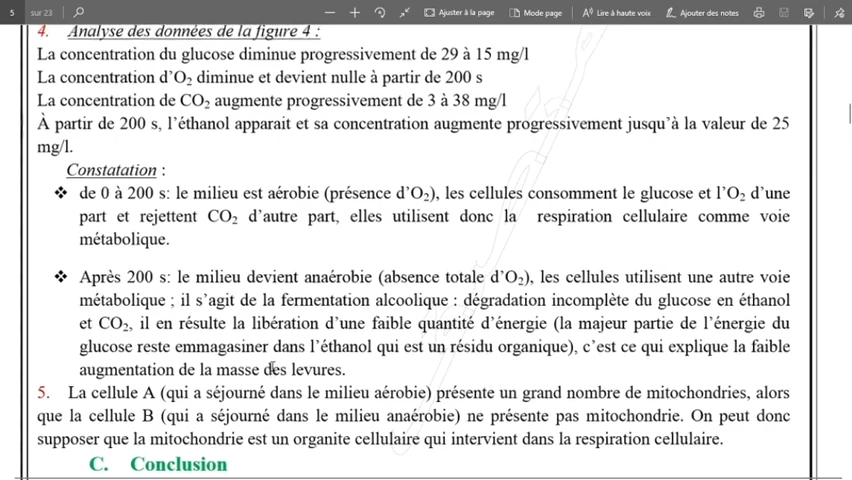 5 sur 23 Ajuster à la page Mode page Lire à haute voix Ajouter des notes
4. Analyse des données de la figure 4 :
La concentration du glucose diminue progressivement de 29 à 15 mg/l
La concentration d’O₂ diminue et devient nulle à partir de 200 s
La concentration de CO₂ augmente progressivement de 3 à 38 mg/l
À partir de 200 s, l’éthanol apparait et sa concentration augmente progressivement jusqu’à la valeur de 25
mg/l.
Constatation :
❖ de 0 à 200 s: le milieu est aérobie (présence d’O₂), les cellules consomment le glucose et l’O₂ d’une
part et rejettent CO₂ d’autre part, elles utilisent donc la respiration cellulaire comme voie
métabolique.
❖ Après 200 s: le milieu devient anaérobie (absence totale d’O₂), les cellules utilisent une autre voie
métabolique ; il s’agit de la fermentation alcoolique : dégradation incomplète du glucose en éthanol
et CO₂, il en résulte la libération d’une faible quantité d’énergie (la majeur partie de l’énergie du
glucose reste emmagasiner dans l’éthanol qui est un résidu organique), c’est ce qui explique la faible
augmentation de la masse des levures.
5. La cellule A (qui a séjourné dans le milieu aérobie) présente un grand nombre de mitochondries, alors
que la cellule B (qui a séjourné dans le milieu anaérobie) ne présente pas mitochondrie. On peut donc
supposer que la mitochondrie est un organite cellulaire qui intervient dans la respiration cellulaire.
C. Conclusion